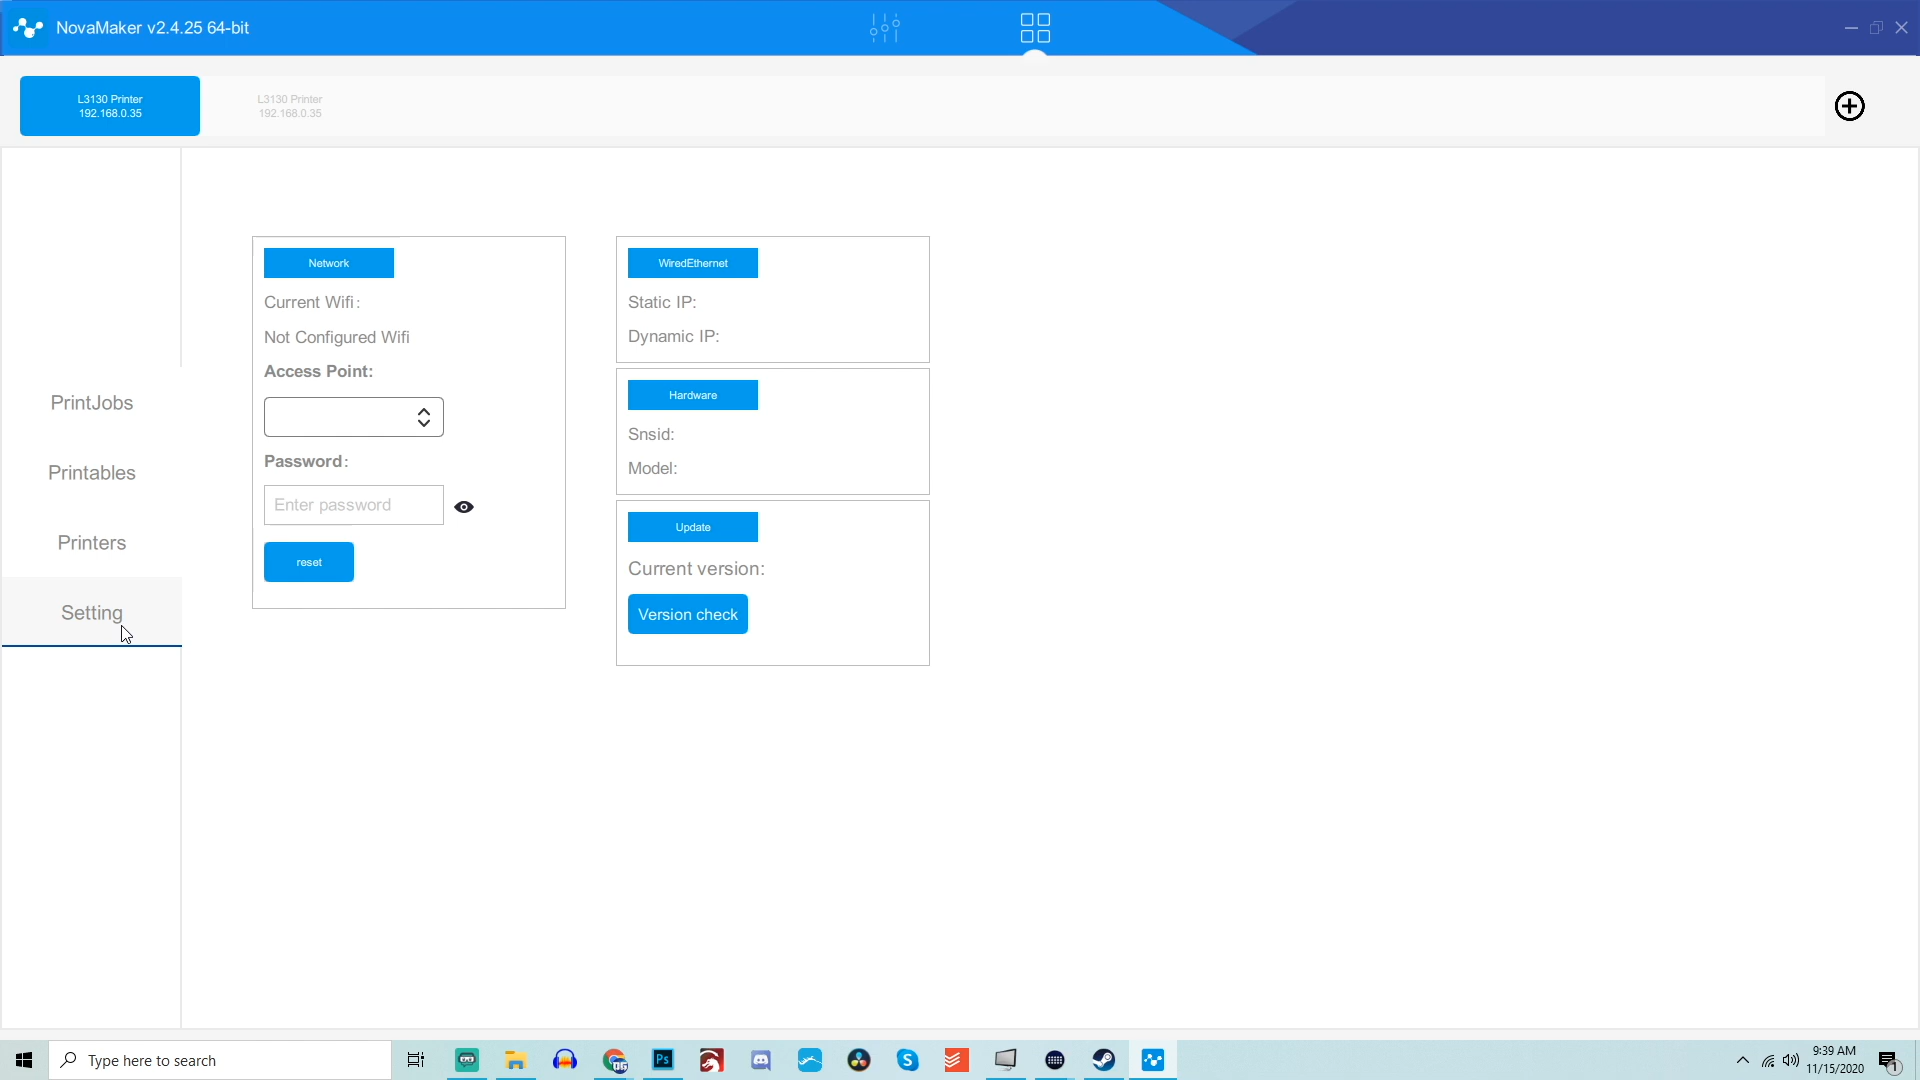 NovaMaker v2.4.25 64-bit
L3130 Printer
192.168.0.35
L3130 Printer
192.168.0.35
PrintJobs
Printables
Printers
Setting
Network
Current Wifi:
Not Configured Wifi
Access Point:
Password:
Enter password
reset
WiredEthernet
Static IP:
Dynamic IP:
Hardware
Snsid:
Model:
Update
Current version:
Version check
Type here to search
OG
Ps
S
9:39 AM
11/15/2020
1